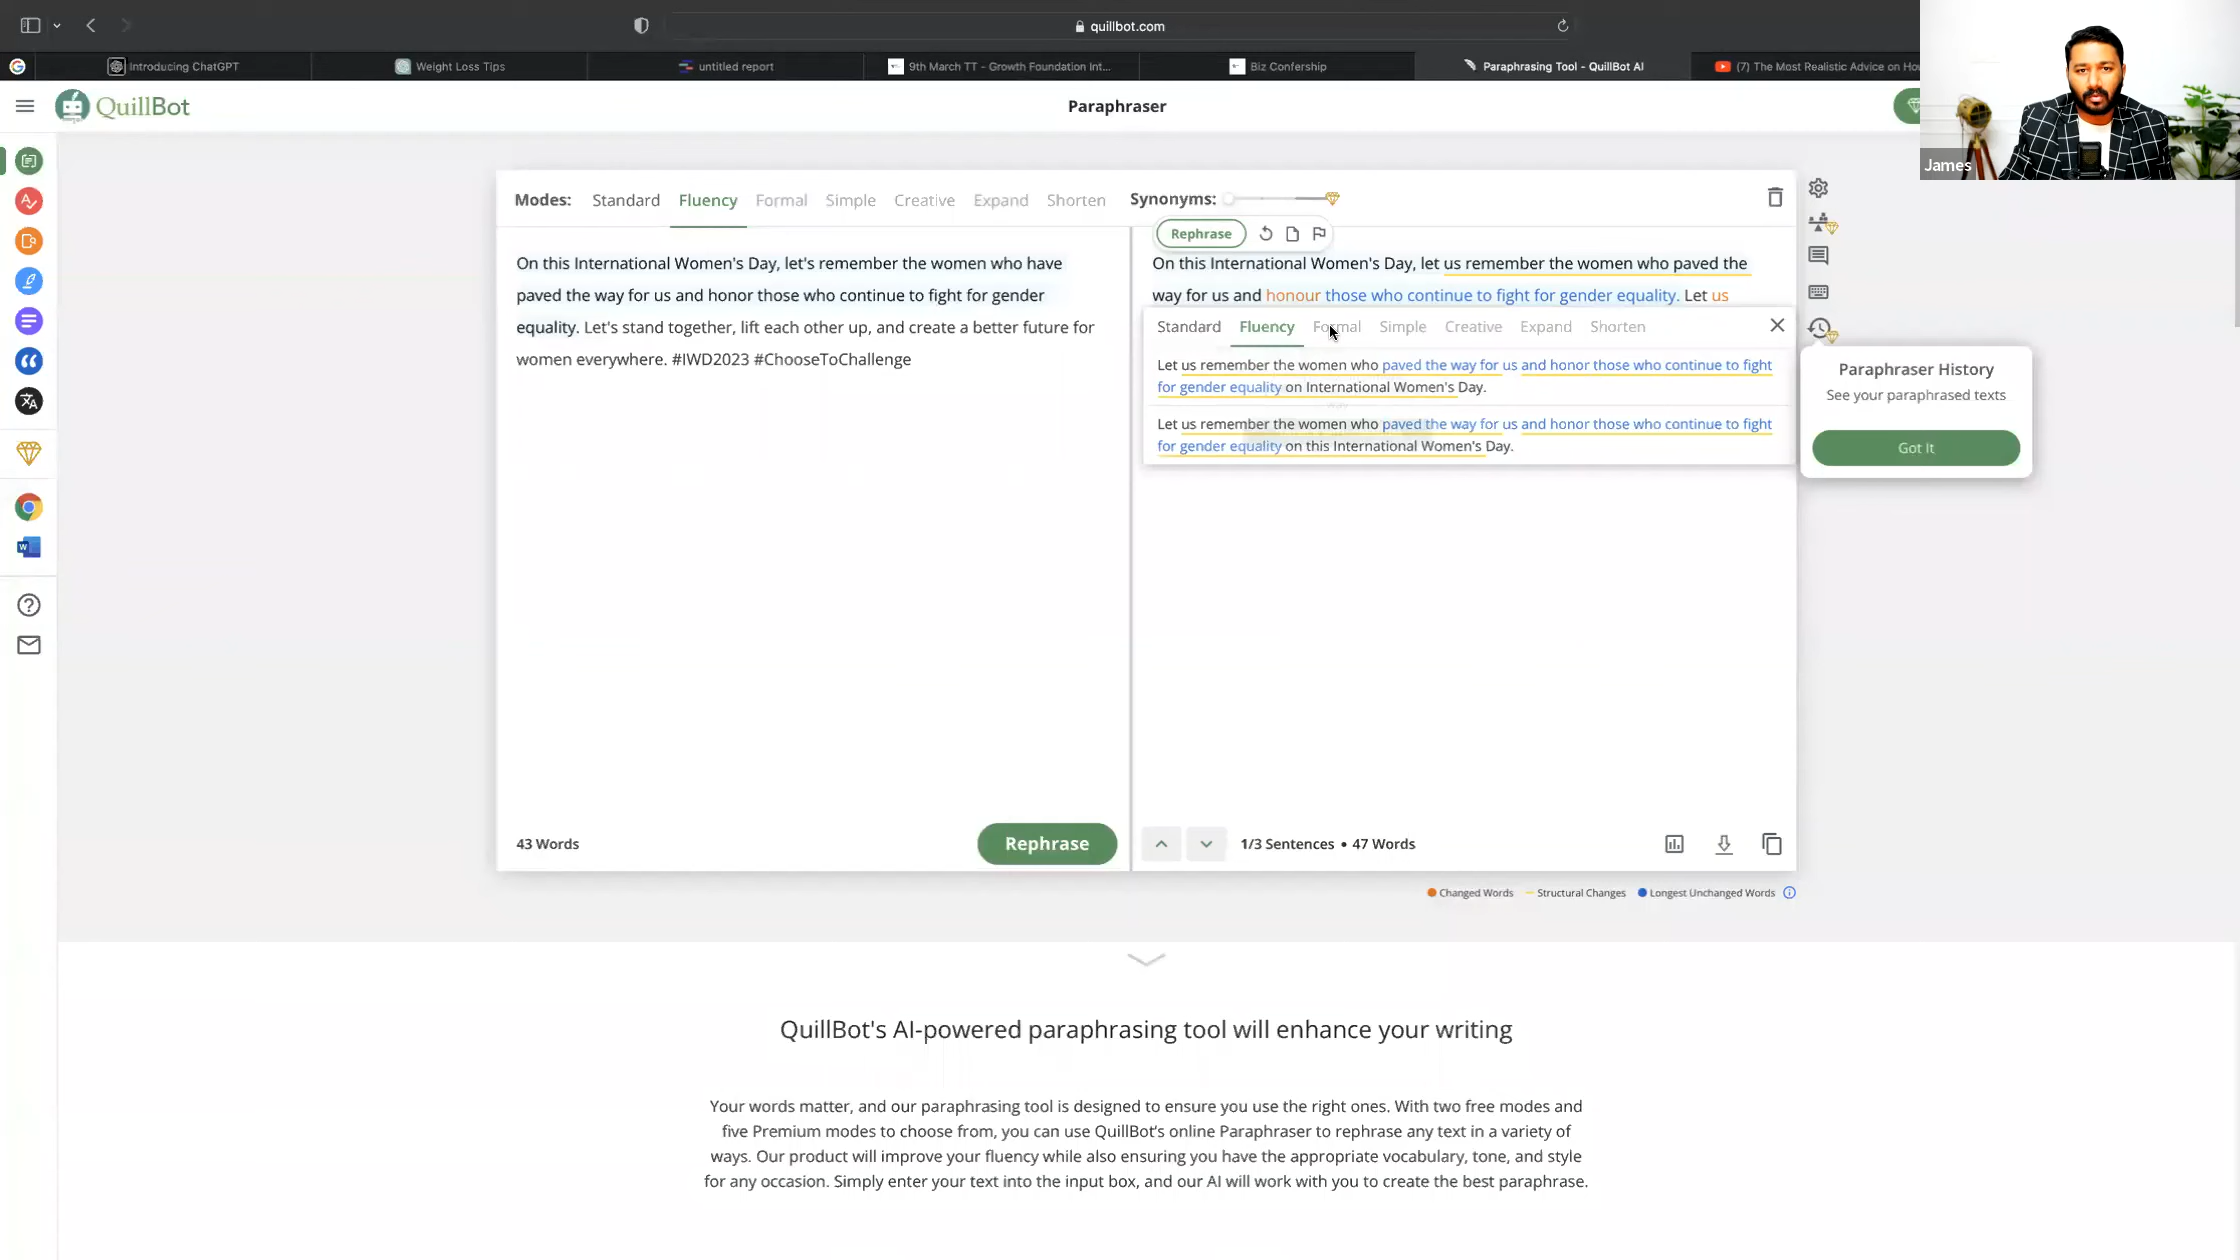 quillbot.com
Introducing ChatGPT
Weight Loss Tips
untitled report
9th March TT - Growth Foundation Int...
Biz Confership
Paraphrasing Tool - QuillBot AI
(7) The Most Realistic Advice on Hou
James
QuillBot
Paraphraser
Modes: Standard Fluency Formal Simple Creative Expand Shorten Synonyms:
Rephrase
On this International Women's Day, let's remember the women who have
paved the way for us and honor those who continue to fight for gender
equality. Let's stand together, lift each other up, and create a better future for
women everywhere. #IWD2023 #ChooseToChallenge
On this International Women's Day, let us remember the women who paved the
way for us and honour those who continue to fight for gender equality. Let us
Standard Fluency Formal Simple Creative Expand Shorten
Let us remember the women who paved the way for us and honor those who continue to fight
for gender equality on International Women's Day.
Let us remember the women who paved the way for us and honor those who continue to fight
for gender equality on this International Women's Day.
Paraphraser History
See your paraphrased texts
Got It
43 Words
Rephrase
1/3 Sentences • 47 Words
Changed Words
Structural Changes
Longest Unchanged Words
QuillBot's AI-powered paraphrasing tool will enhance your writing
Your words matter, and our paraphrasing tool is designed to ensure you use the right ones. With two free modes and
five Premium modes to choose from, you can use QuillBot's online Paraphraser to rephrase any text in a variety of
ways. Our product will improve your fluency while also ensuring you have the appropriate vocabulary, tone, and style
for any occasion. Simply enter your text into the input box, and our AI will work with you to create the best paraphrase.